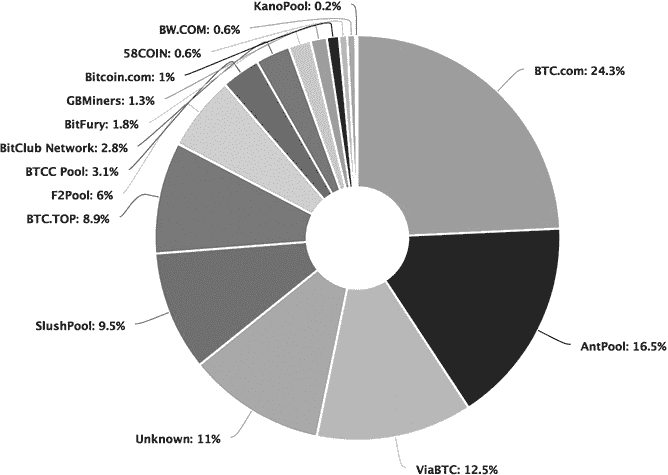 KanoPool: 0.2%
BW.COM: 0.6%
58COIN: 0.6%
Bitcoin.com: 1%
GBMiners: 1.3%
BitFury: 1.8%
BitClub Network: 2.8%
BTCC Pool: 3.1%
F2Pool: 6%
BTC.TOP: 8.9%
SlushPool: 9.5%
Unknown: 11%
ViaBTC: 12.5%
AntPool: 16.5%
BTC.com: 24.3%